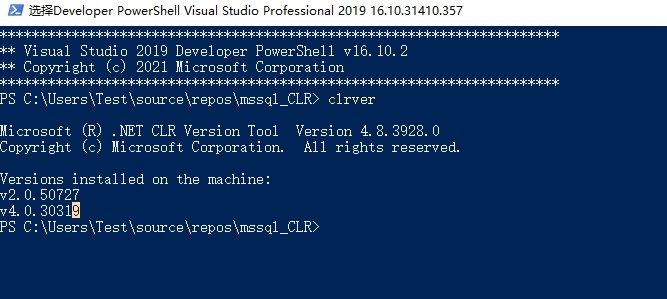 选择Developer PowerShell Visual Studio Professional 2019 16.10.31410.357
**********************************************************************
** Visual Studio 2019 Developer PowerShell v16.10.2
** Copyright (c) 2021 Microsoft Corporation
**********************************************************************
PS C:\Users\Test\source\repos\mssql_CLR> clrver
Microsoft (R) .NET CLR Version Tool  Version 4.8.3928.0
Copyright (c) Microsoft Corporation.  All rights reserved.
Versions installed on the machine:
v2.0.50727
v4.0.30319
PS C:\Users\Test\source\repos\mssql_CLR>